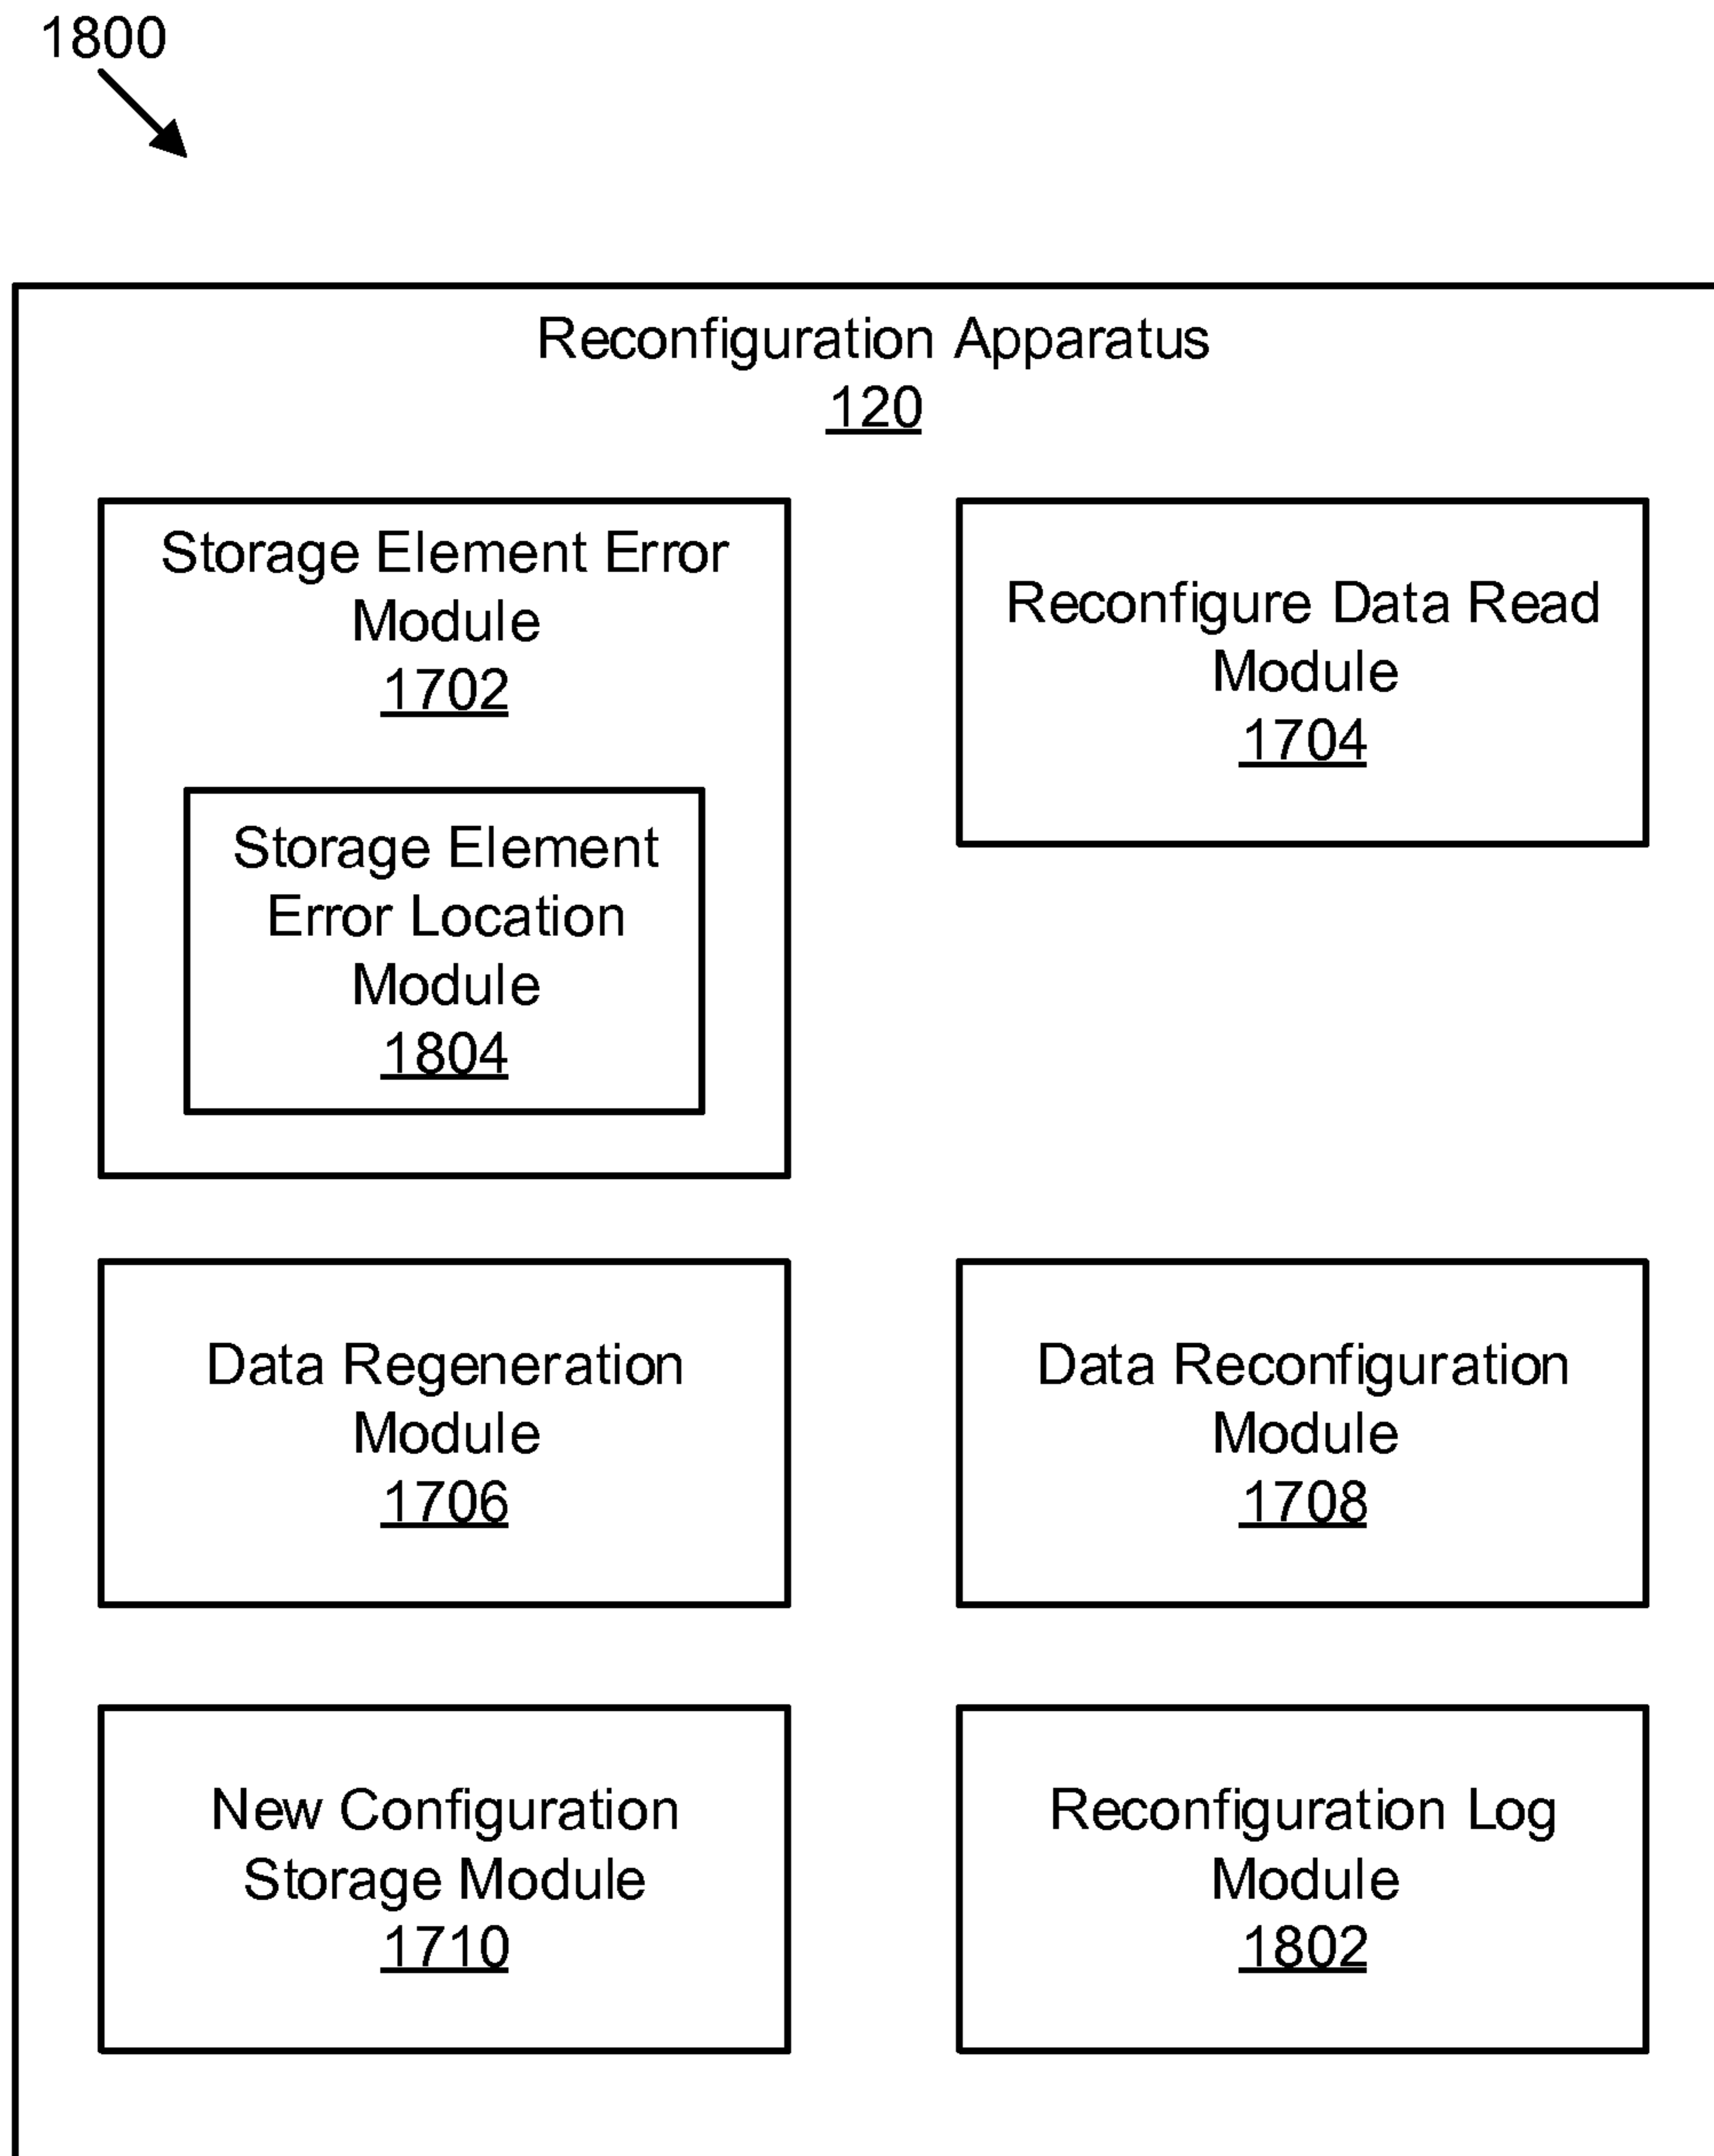 1800
Reconfiguration Apparatus
120
Storage Element Error
Module
1702
Storage Element
Error Location
Module
1804
Reconfigure Data Read
Module
1704
Data Regeneration
Module
1706
Data Reconfiguration
Module
1708
New Configuration
Storage Module
1710
Reconfiguration Log
Module
1802